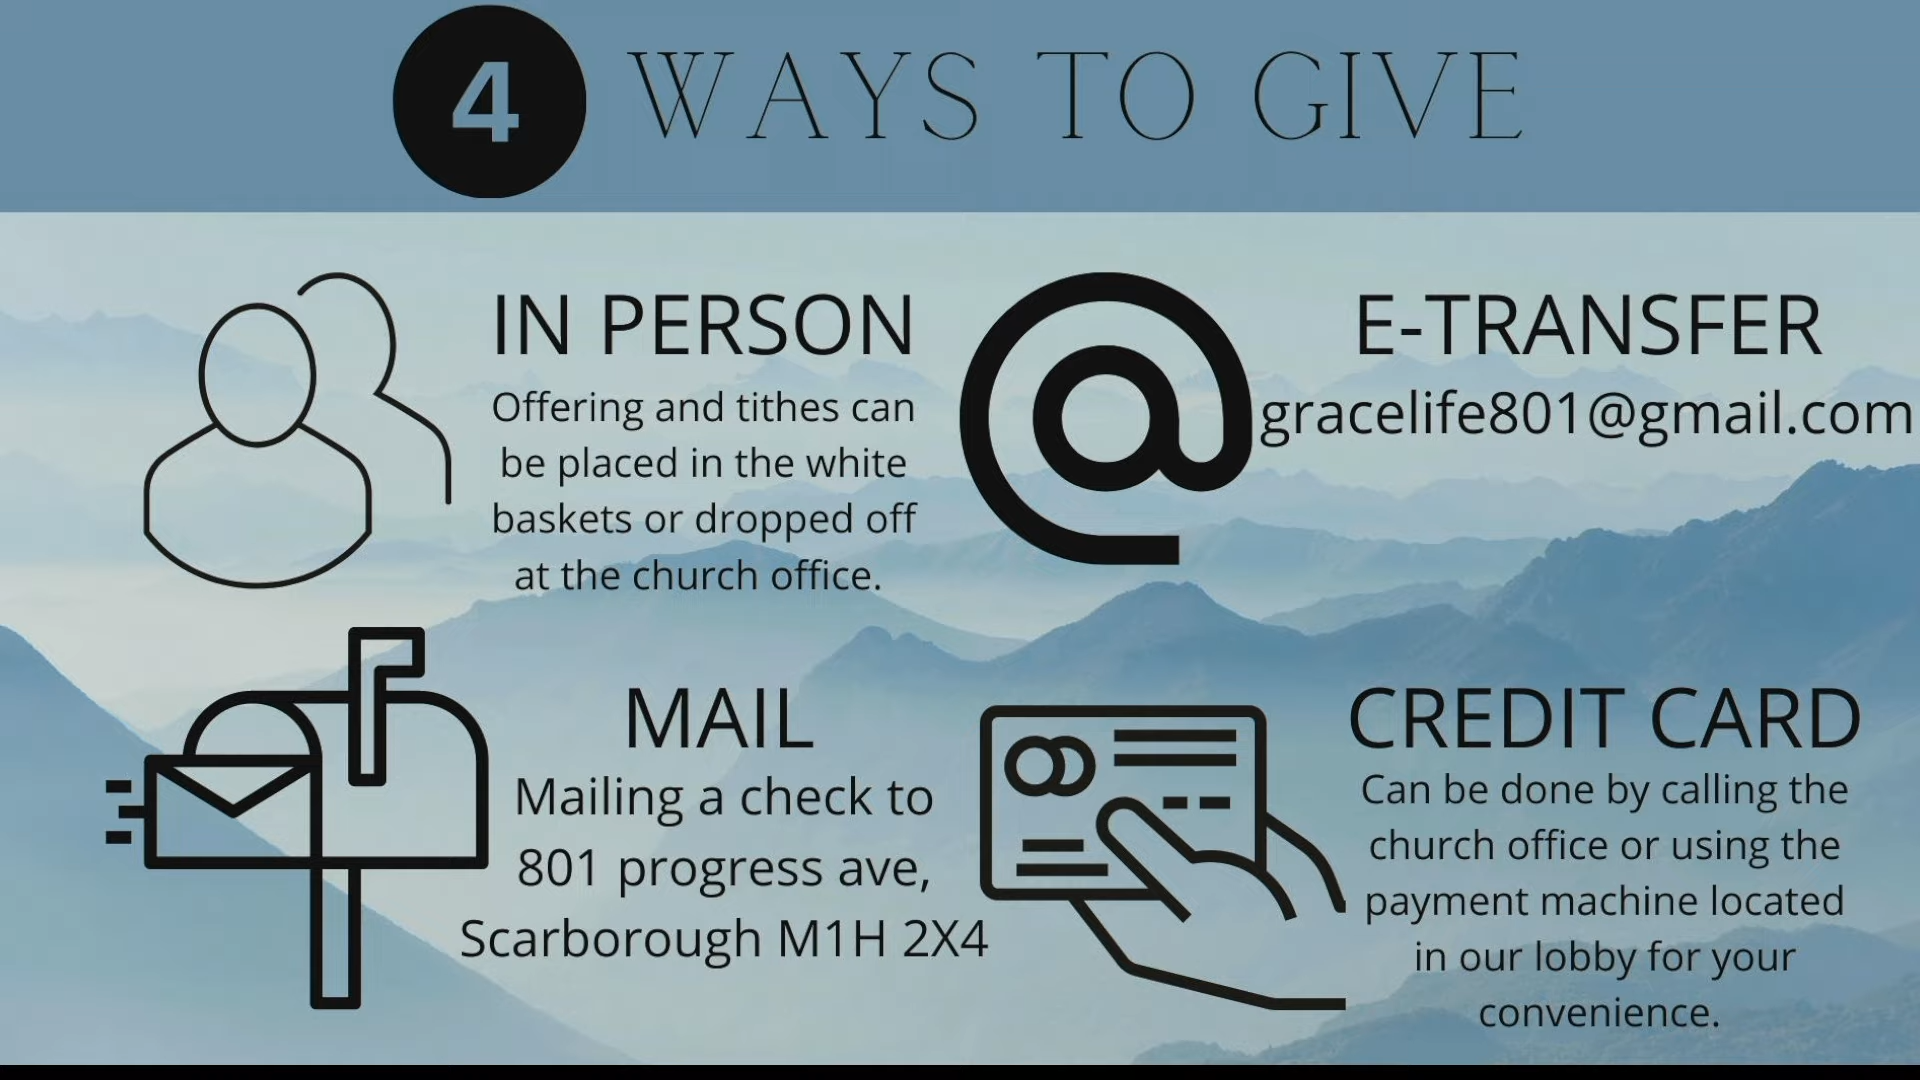 4 WAYS TO GIVE
IN PERSON
Offering and tithes can
be placed in the white
baskets or dropped off
at the church office.
E-TRANSFER
gracelife801@gmail.com
MAIL
Mailing a check to
801 progress ave,
Scarborough M1H 2X4
CREDIT CARD
Can be done by calling the
church office or using the
payment machine located
in our lobby for your
convenience.